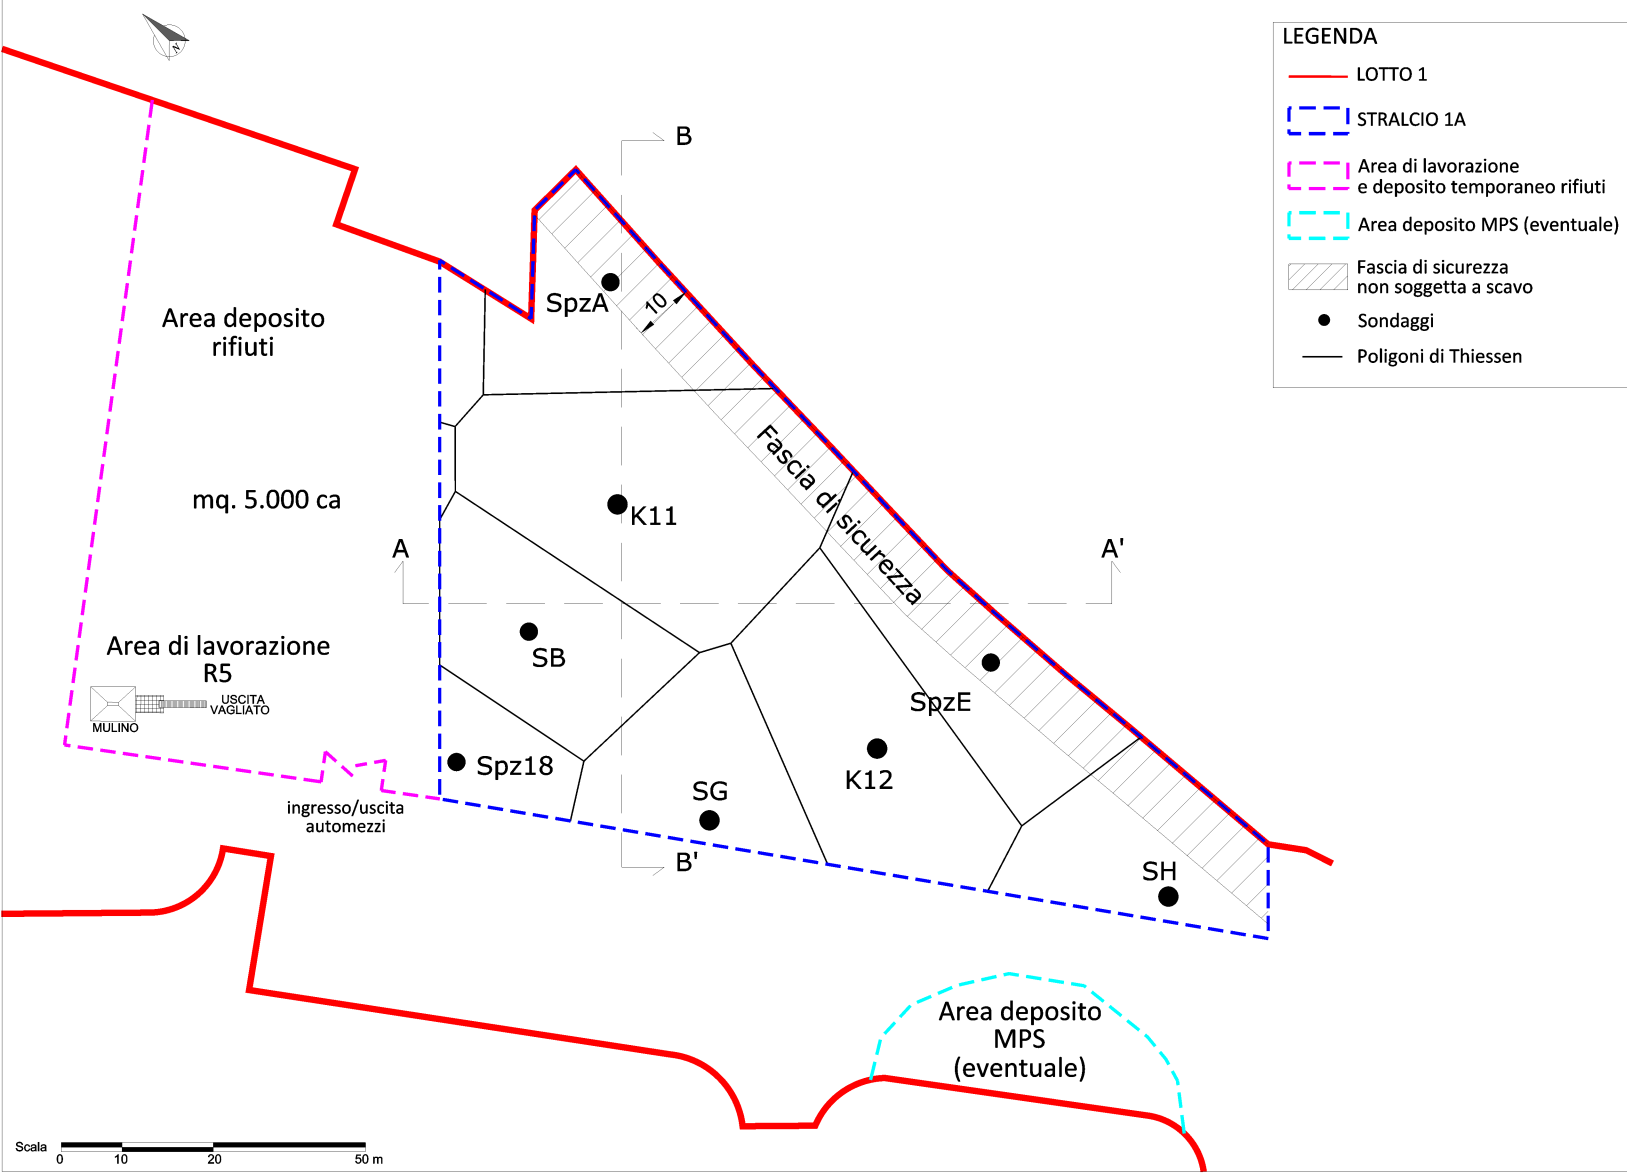 N
LEGENDA
LOTTO 1
STRALCIO 1A
Area di lavorazione
e deposito temporaneo rifiuti
Area deposito MPS (eventuale)
Fascia di sicurezza
non soggetta a scavo
Sondaggi
Poligoni di Thiessen
B
SpzA
10
Area deposito
rifiuti
Fascia di sicurezza
mq. 5.000 ca
K11
A
A'
Area di lavorazione
R5
SB
USCITA
VAGLIATO
MULINO
SpzE
Spz18
K12
SG
ingresso/uscita
automezzi
B'
SH
Area deposito
MPS
(eventuale)
Scala
0 10 20 50 m